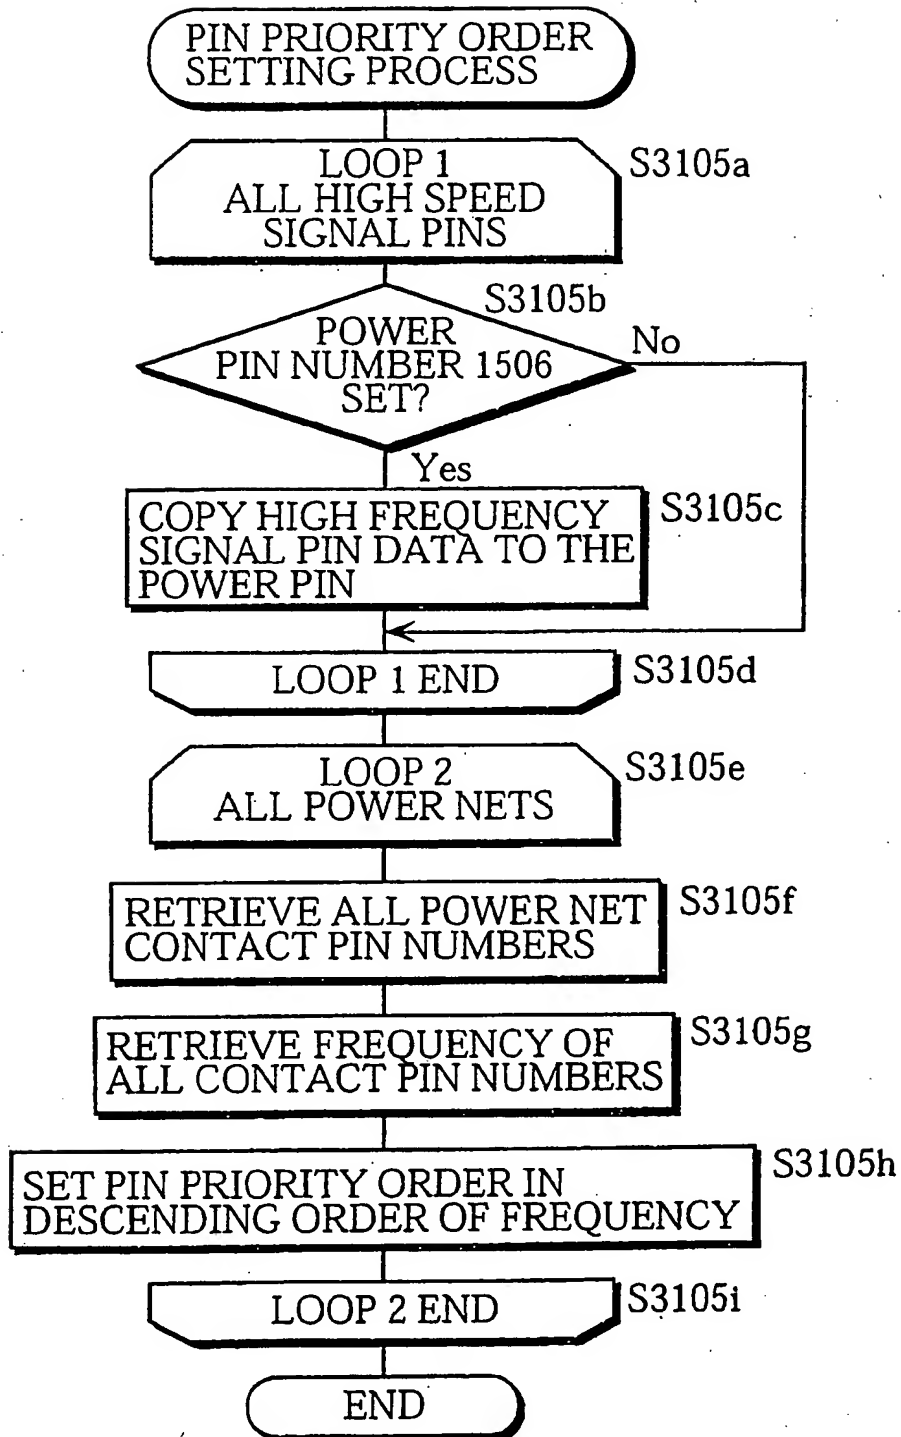 PIN PRIORITY ORDER
SETTING PROCESS
LOOP 1
ALL HIGH SPEED
SIGNAL PINS
S3105a
S3105b
POWER
PIN NUMBER 1506
SET?
No
Yes
COPY HIGH FREQUENCY
SIGNAL PIN DATA TO THE
POWER PIN
S3105c
LOOP 1 END
S3105d
LOOP 2
ALL POWER NETS
S3105e
RETRIEVE ALL POWER NET
CONTACT PIN NUMBERS
S3105f
RETRIEVE FREQUENCY OF
ALL CONTACT PIN NUMBERS
S3105g
SET PIN PRIORITY ORDER IN
DESCENDING ORDER OF FREQUENCY
S3105h
LOOP 2 END
S3105i
END